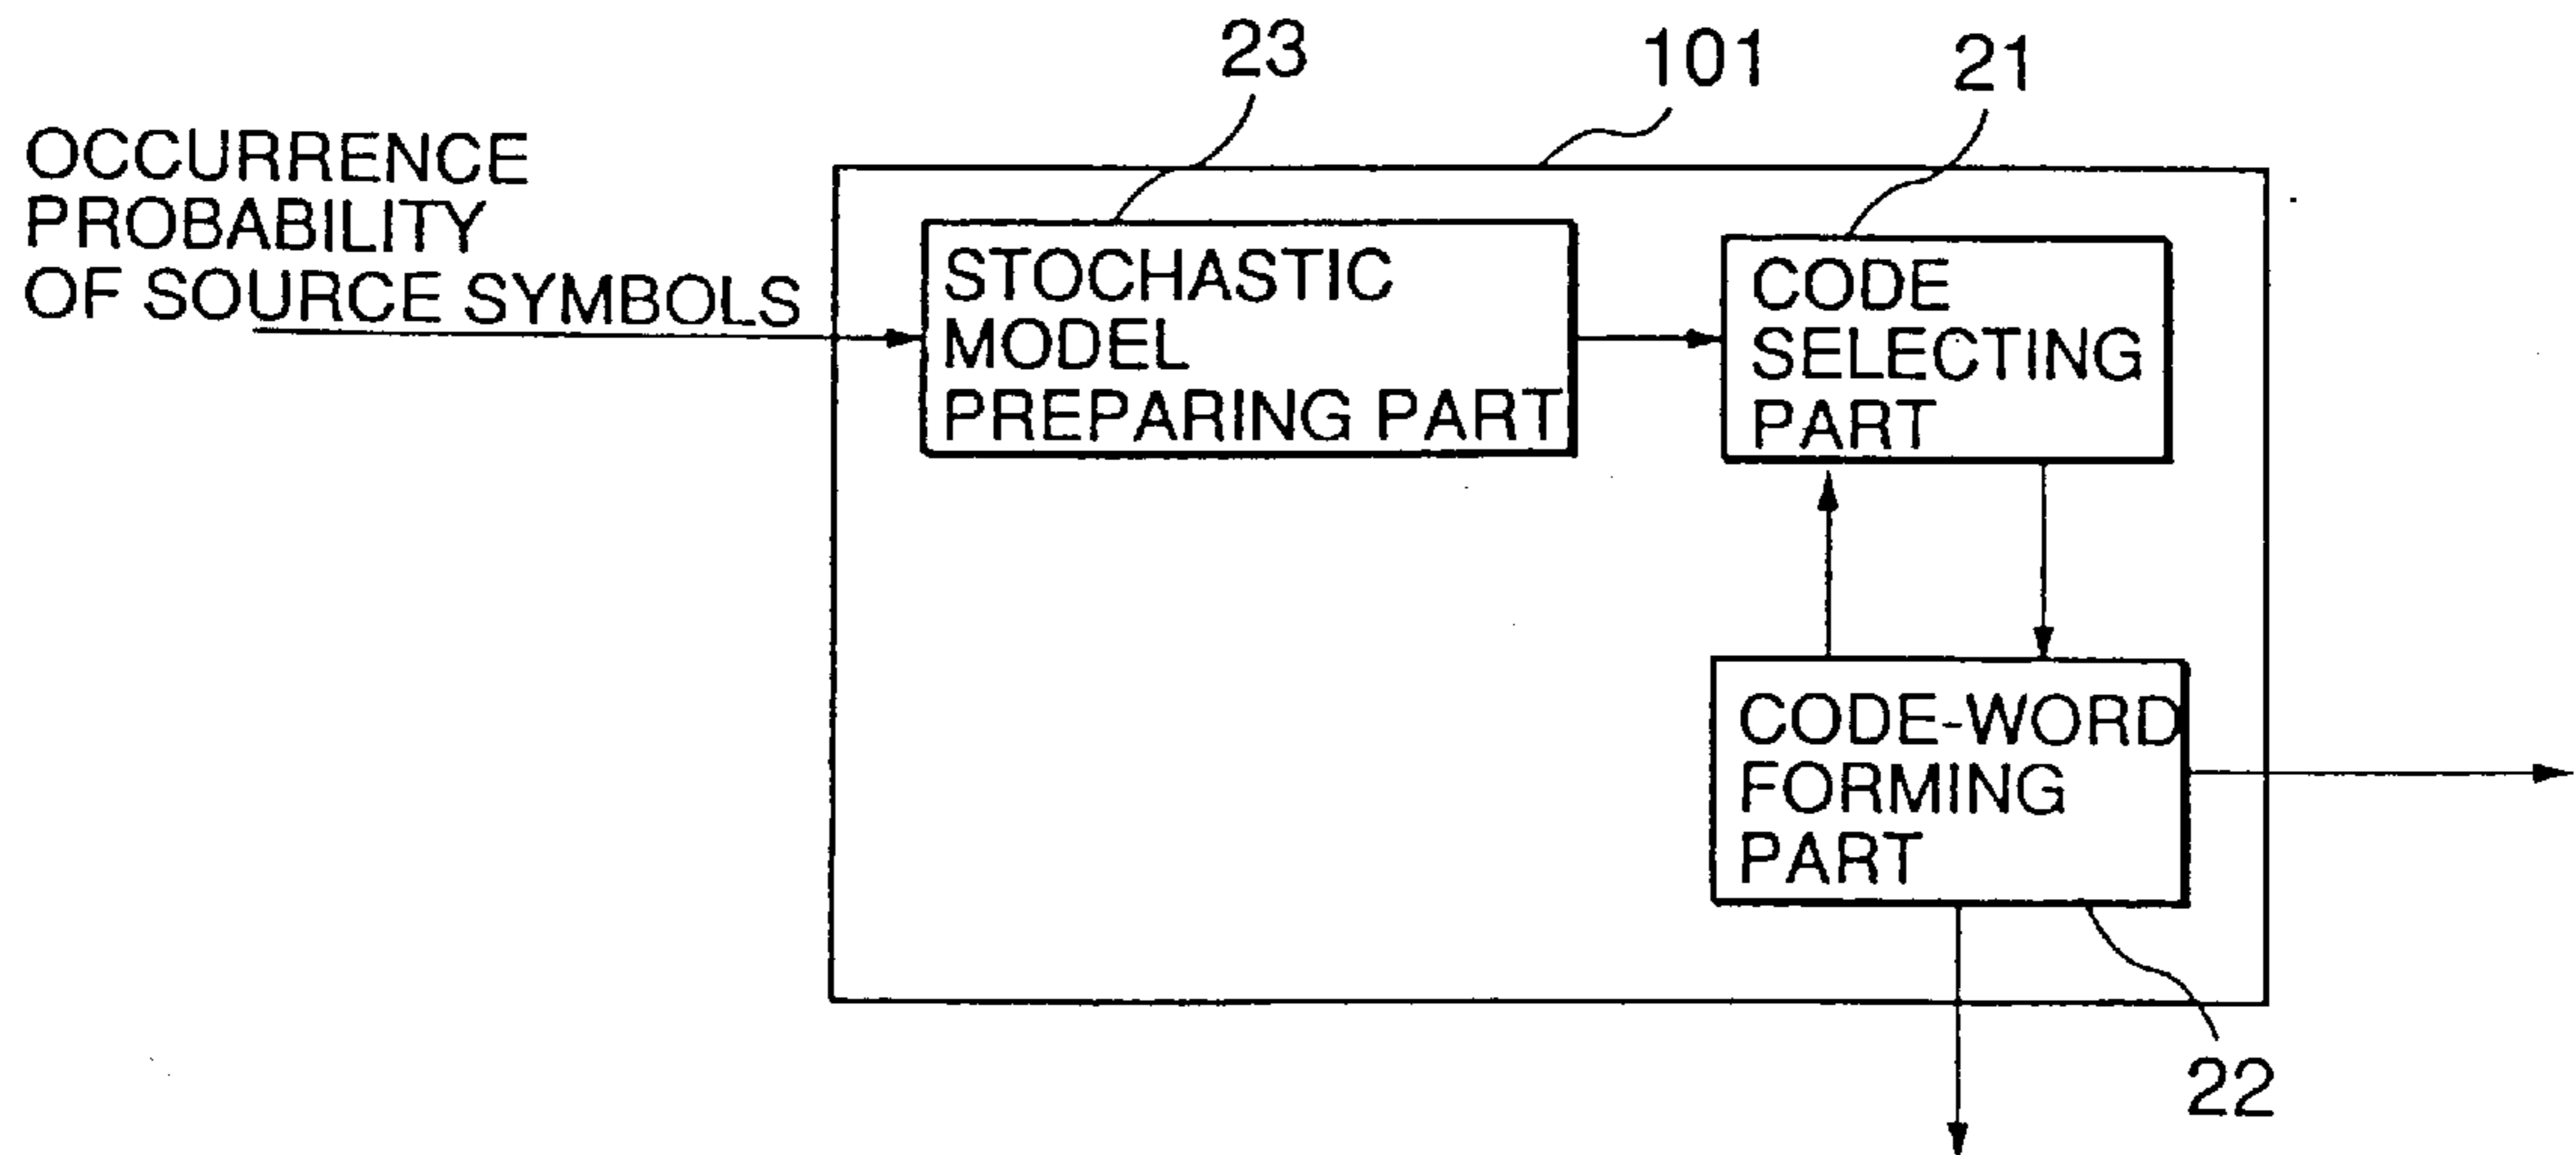 23
101
21
OCCURRENCE
PROBABILITY
OF SOURCE SYMBOLS
STOCHASTIC
MODEL
PREPARING PART
CODE
SELECTING
PART
CODE-WORD
FORMING
PART
22